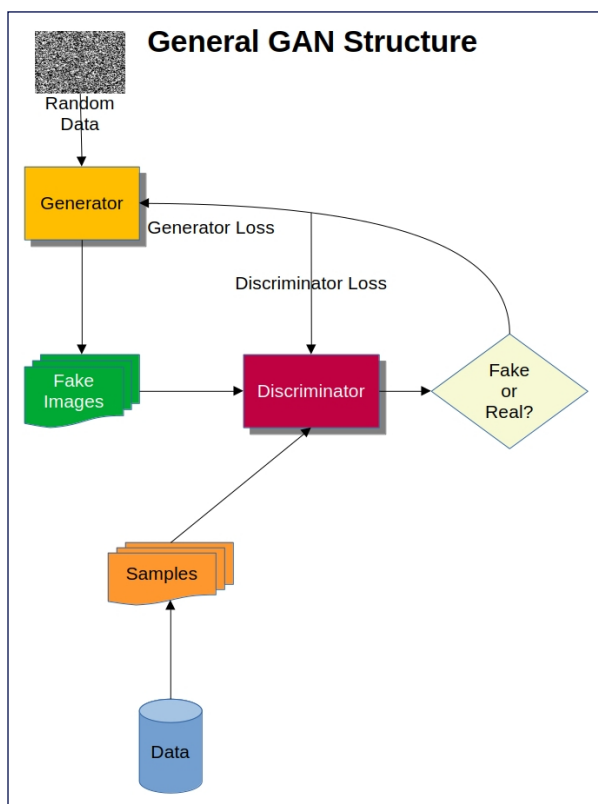 General GAN Structure
Random
Data
Generator
Generator Loss
Discriminator Loss
Fake
Images
Discriminator
Fake
or
Real?
Samples
Data